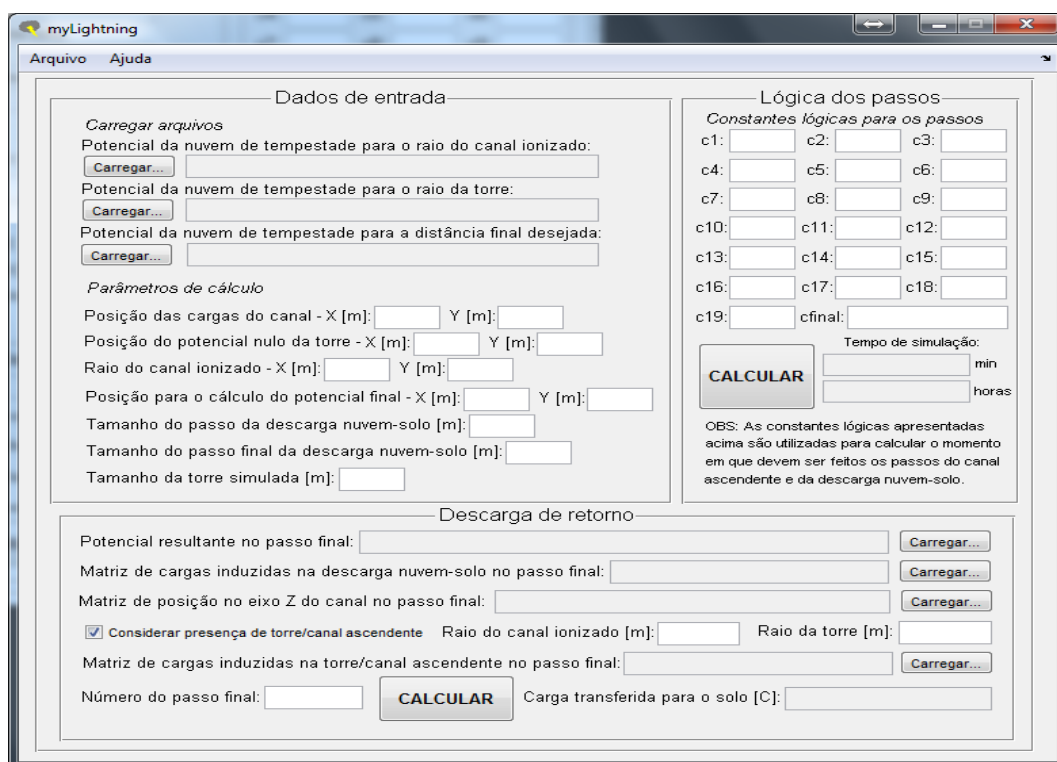 myLightning
Arquivo Ajuda
Dados de entrada
Carregar arquivos
Potencial da nuvem de tempestade para o raio do canal ionizado:
Carregar...
Potencial da nuvem de tempestade para o raio da torre:
Carregar...
Potencial da nuvem de tempestade para a distância final desejada:
Carregar...
Parâmetros de cálculo
Posição das cargas do canal - X [m]: Y [m]:
Posição do potencial nulo da torre - X [m]: Y [m]:
Raio do canal ionizado - X [m]: Y [m]:
Posição para o cálculo do potencial final - X [m]: Y [m]:
Tamanho do passo da descarga nuvem-solo [m]:
Tamanho do passo final da descarga nuvem-solo [m]:
Tamanho da torre simulada [m]:
Lógica dos passos
Constantes lógicas para os passos
c1: c2: c3:
c4: c5: c6:
c7: c8: c9:
c10: c11: c12:
c13: c14: c15:
c16: c17: c18:
c19: cfinal:
Tempo de simulação:
CALCULAR
min
horas
OBS: As constantes lógicas apresentadas
acima são utilizadas para calcular o momento
em que devem ser feitos os passos do canal
ascendente e da descarga nuvem-solo.
Descarga de retorno
Potencial resultante no passo final: Carregar...
Matriz de cargas induzidas na descarga nuvem-solo no passo final: Carregar...
Matriz de posição no eixo Z do canal no passo final: Carregar...
Considerar presença de torre/canal ascendente Raio do canal ionizado [m]: Raio da torre [m]:
Matriz de cargas induzidas na torre/canal ascendente no passo final: Carregar...
Número do passo final: CALCULAR Carga transferida para o solo [C]: